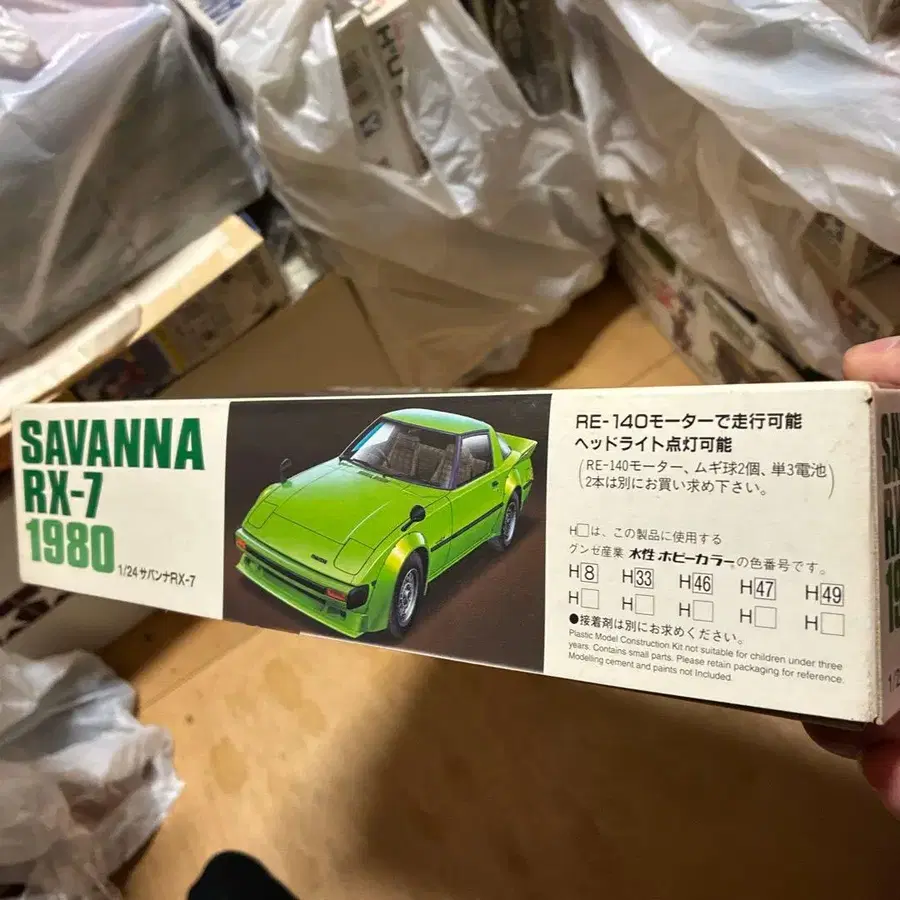 SAVANNA
RX-7
1980
1/24 サバンナRX-7
RE-140モーターで走行可能
ヘッドライト点灯可能
(RE-140モーター、ムギ球2個、単3電池
2本は別にお買い求め下さい。)
H□は、この製品に使用する
グンゼ産業 水性ホビーカラーの色番号です。
H8 H33 H46 H47 H49
H□ H□ H□ H□ H□
●接着剤は別にお求めください。
Plastic Model Construction Kit not suitable for children under three
years. Contains small parts. Please retain packaging for reference.
Modelling cement and paints not Included.